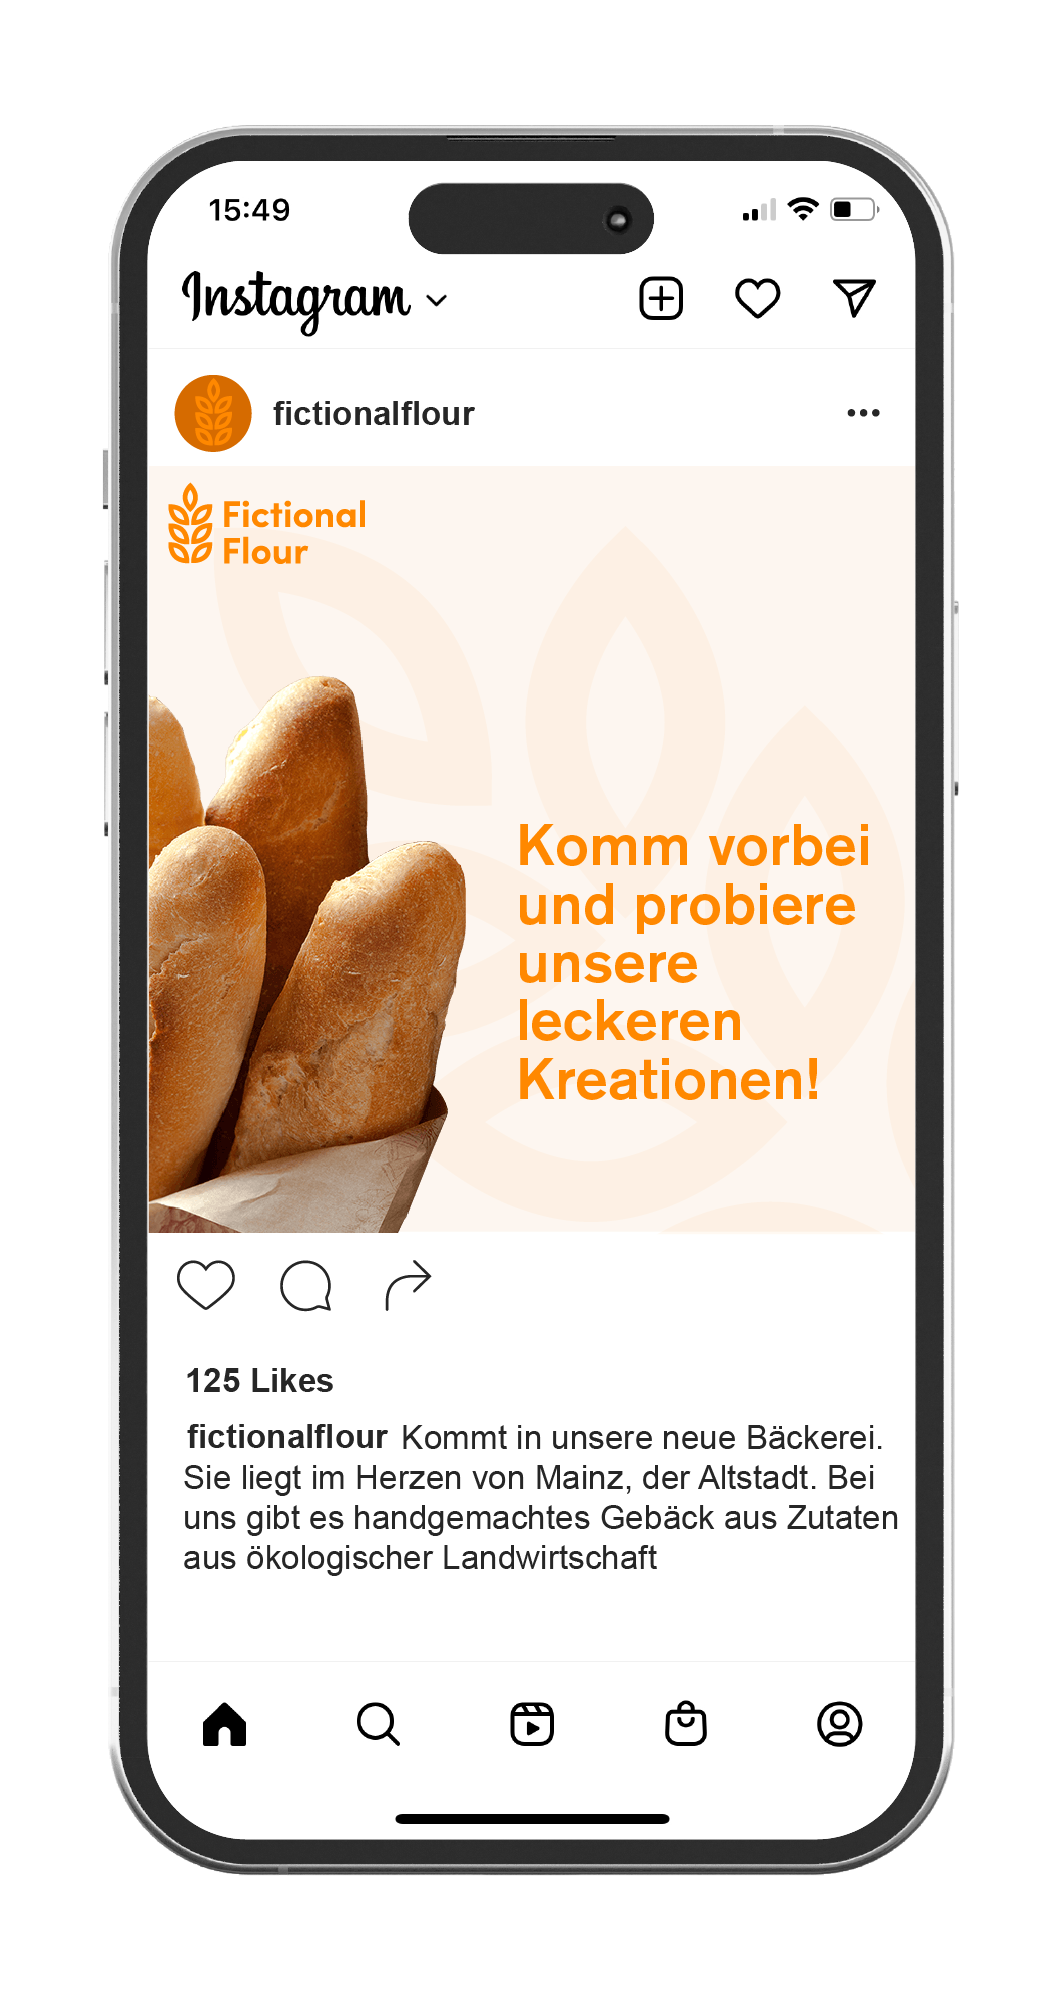 15:49
Instagram
fictionalflour
Fictional
Flour
Komm vorbei
und probiere
unsere
leckeren
Kreationen!
125 Likes
fictionalflour Kommt in unsere neue Bäckerei.
Sie liegt im Herzen von Mainz, der Altstadt. Bei
uns gibt es handgemachtes Gebäck aus Zutaten
aus ökologischer Landwirtschaft